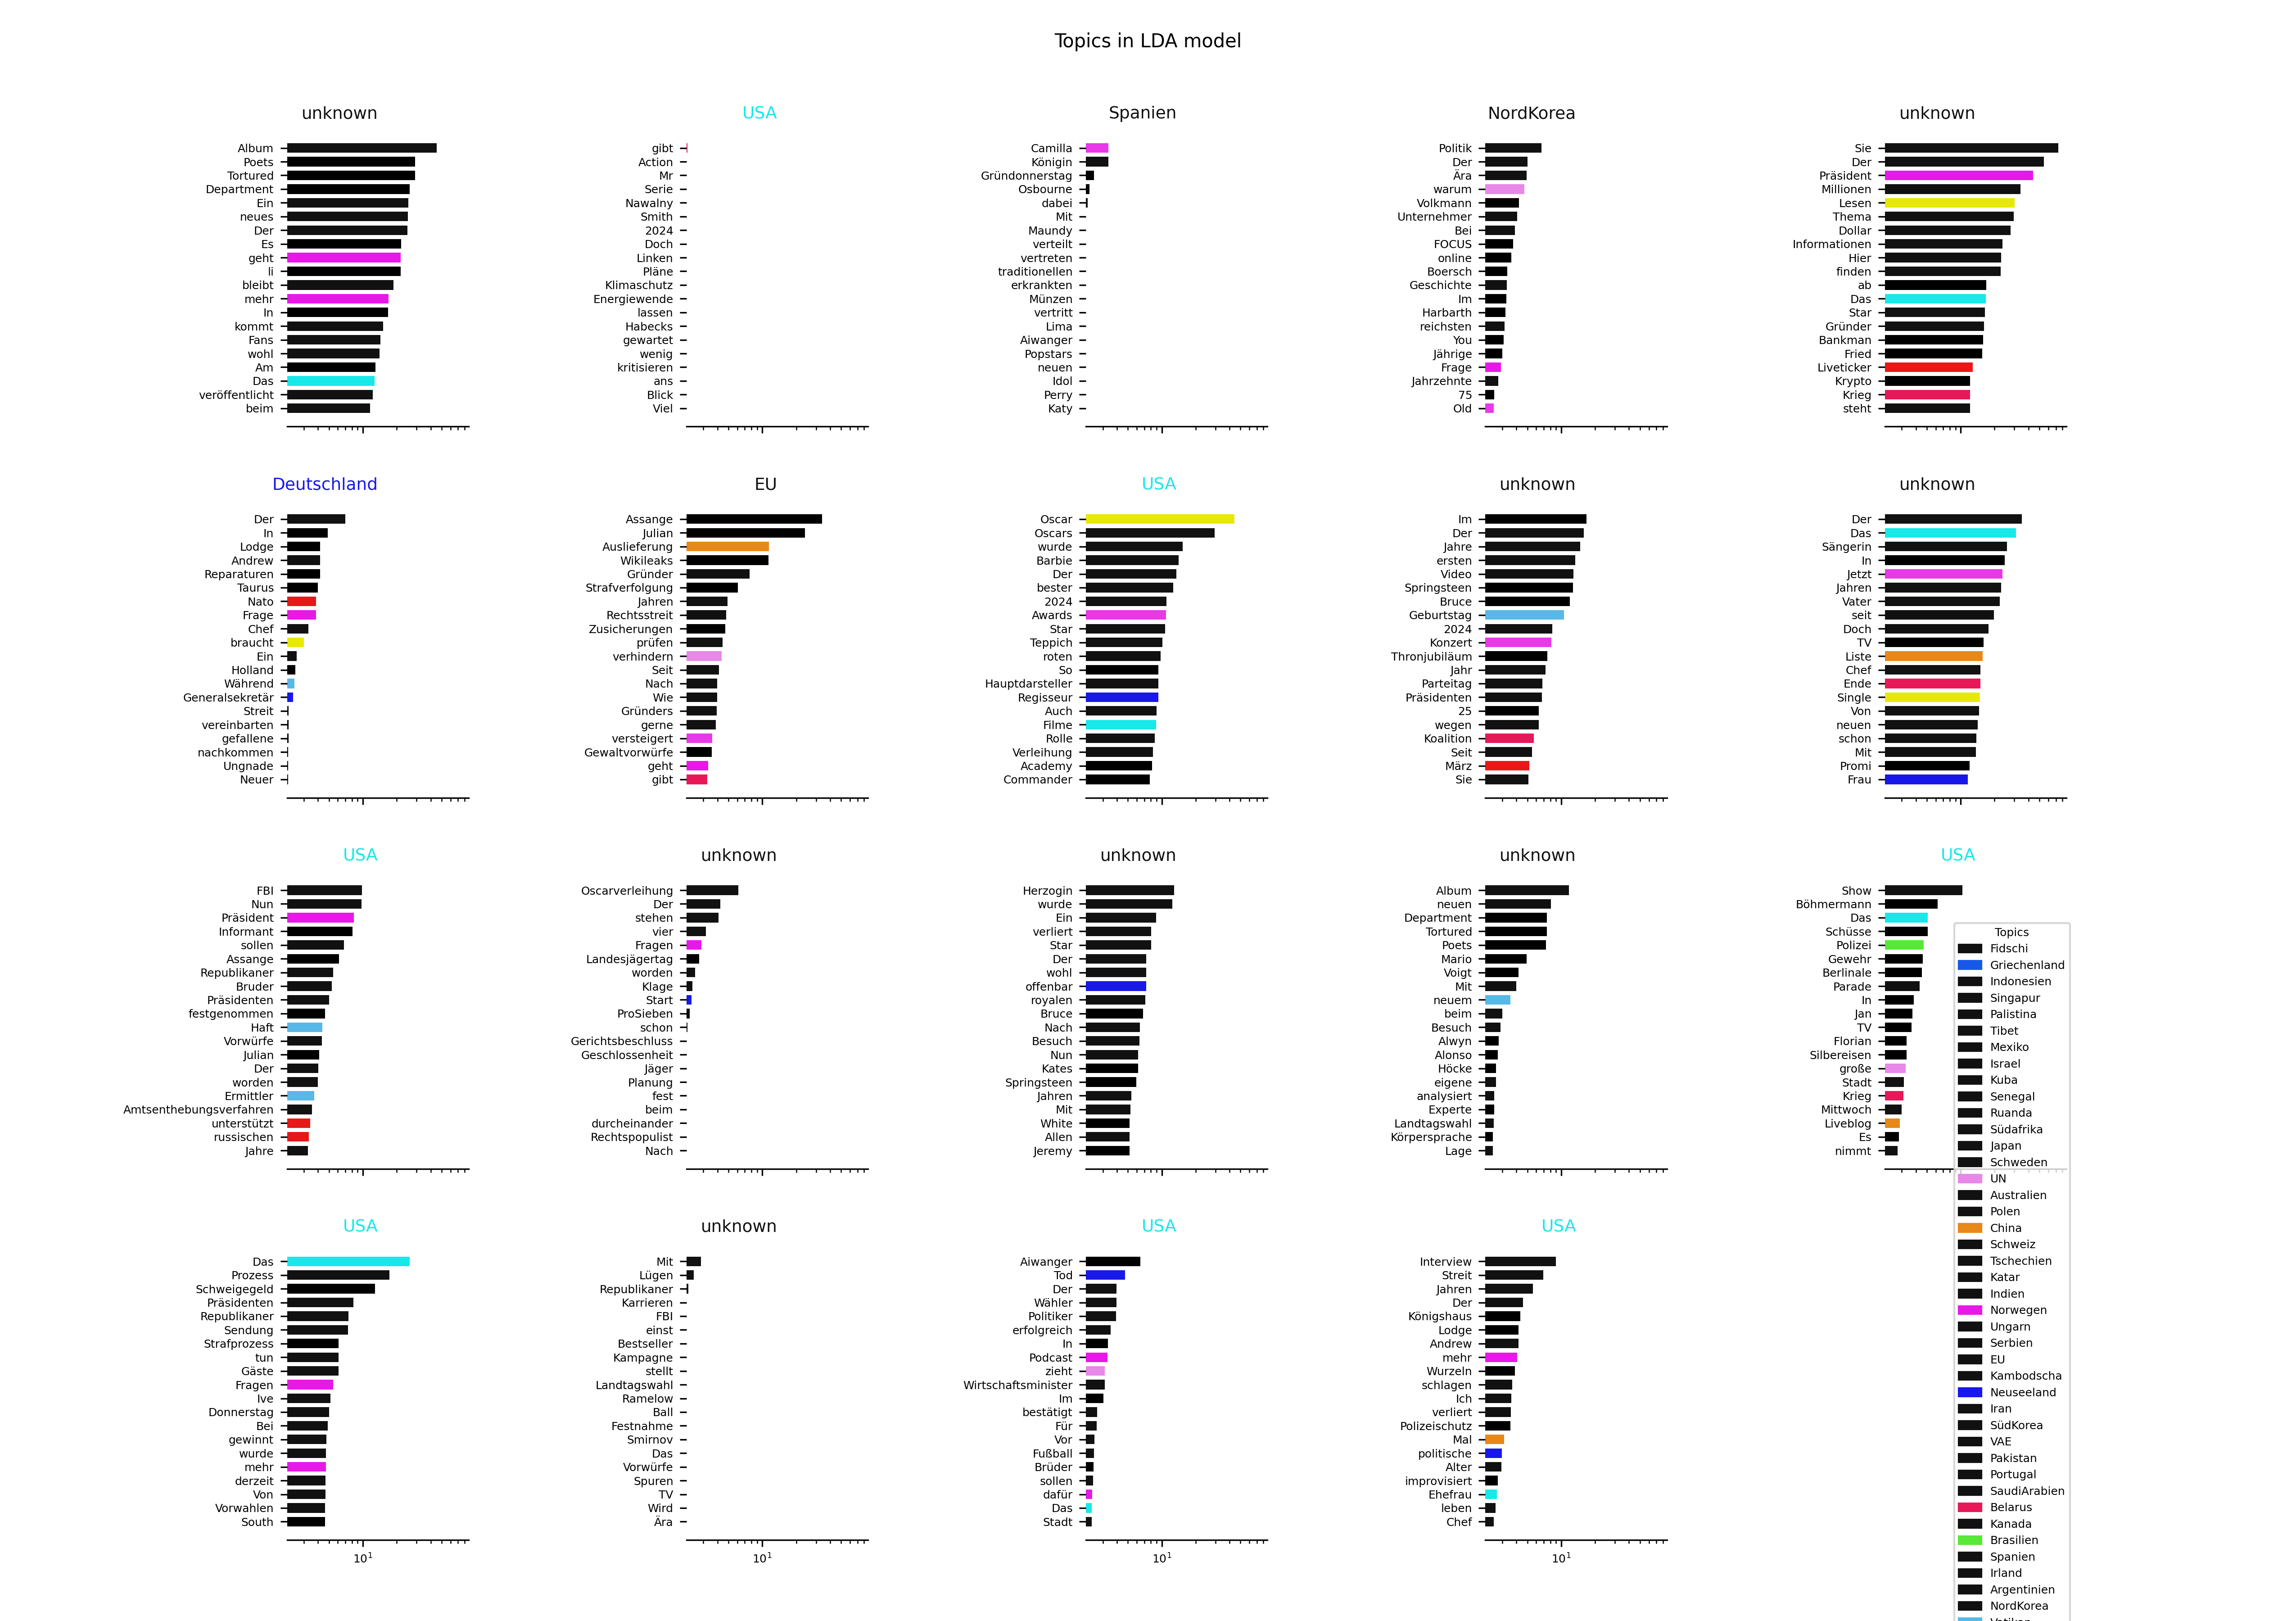 Topics in LDA model
unknown
Album
Poets
Tortured
Department
Ein
neues
Der
Es
geht
li
bleibt
mehr
In
kommt
Fans
wohl
Am
Das
veröffentlicht
beim
USA
gibt
Action
Mr
Serie
Nawalny
Smith
2024
Doch
Linken
Pläne
Klimaschutz
Energiewende
lassen
Habecks
gewartet
wenig
kritisieren
ans
Blick
Viel
Spanien
Camilla
Königin
Gründonnerstag
Osbourne
dabei
Mit
Maundy
verteilt
vertreten
traditionellen
erkrankten
Münzen
vertritt
Lima
Aiwanger
Popstars
neuen
Idol
Perry
Katy
NordKorea
Politik
Der
Ära
warum
Volkmann
Unternehmer
Bei
FOCUS
online
Boersch
Geschichte
Im
Harbarth
reichsten
You
Jährige
Frage
Jahrzehnte
75
Old
unknown
Sie
Der
Präsident
Millionen
Lesen
Thema
Dollar
Informationen
Hier
finden
ab
Das
Star
Gründer
Bankman
Fried
Liveticker
Krypto
Krieg
steht
Deutschland
Der
In
Lodge
Andrew
Reparaturen
Taurus
Nato
Frage
Chef
braucht
Ein
Holland
Während
Generalsekretär
Streit
vereinbarten
gefallene
nachkommen
Ungnade
Neuer
EU
Assange
Julian
Auslieferung
Wikileaks
Gründer
Strafverfolgung
Jahren
Rechtsstreit
Zusicherungen
prüfen
verhindern
Seit
Nach
Wie
Gründers
gerne
versteigert
Gewaltvorwürfe
geht
gibt
USA
Oscar
Oscars
wurde
Barbie
Der
bester
2024
Awards
Star
Teppich
roten
So
Hauptdarsteller
Regisseur
Auch
Filme
Rolle
Verleihung
Academy
Commander
unknown
Im
Der
Jahre
ersten
Video
Springsteen
Bruce
Geburtstag
2024
Konzert
Thronjubiläum
Jahr
Parteitag
Präsidenten
25
wegen
Koalition
Seit
März
Sie
unknown
Der
Das
Sängerin
In
Jetzt
Jahren
Vater
seit
Doch
TV
Liste
Chef
Ende
Single
Von
neuen
schon
Mit
Promi
Frau
USA
FBI
Nun
Präsident
Informant
sollen
Assange
Republikaner
Bruder
Präsidenten
festgenommen
Haft
Vorwürfe
Julian
Der
worden
Ermittler
Amtsenthebungsverfahren
unterstützt
russischen
Jahre
unknown
Oscarverleihung
Der
stehen
vier
Fragen
Landesjägertag
worden
Klage
Start
ProSieben
schon
Gerichtsbeschluss
Geschlossenheit
Jäger
Planung
fest
beim
durcheinander
Rechtspopulist
Nach
unknown
Herzogin
wurde
Ein
verliert
Star
Der
wohl
offenbar
royalen
Bruce
Nach
Besuch
Nun
Kates
Springsteen
Jahren
Mit
White
Allen
Jeremy
unknown
Album
neuen
Department
Tortured
Poets
Mario
Voigt
Mit
neuem
beim
Besuch
Alwyn
Alonso
Höcke
eigene
analysiert
Experte
Landtagswahl
Körpersprache
Lage
USA
Show
Böhmermann
Das
Schüsse
Polizei
Gewehr
Berlinale
Parade
In
Jan
TV
Florian
Silbereisen
große
Stadt
Krieg
Mittwoch
Liveblog
Es
nimmt
USA
Das
Prozess
Schweigegeld
Präsidenten
Republikaner
Sendung
Strafprozess
tun
Gäste
Fragen
Ive
Donnerstag
Bei
gewinnt
wurde
mehr
derzeit
Von
Vorwahlen
South
10¹
unknown
Mit
Lügen
Republikaner
Karrieren
FBI
einst
Bestseller
Kampagne
stellt
Landtagswahl
Ramelow
Ball
Festnahme
Smirnov
Das
Vorwürfe
Spuren
TV
Wird
Ära
10¹
USA
Aiwanger
Tod
Der
Wähler
Politiker
erfolgreich
In
Podcast
zieht
Wirtschaftsminister
Im
bestätigt
Für
Vor
Fußball
Brüder
sollen
dafür
Das
Stadt
10¹
USA
Interview
Streit
Jahren
Der
Königshaus
Lodge
Andrew
mehr
Wurzeln
schlagen
Ich
verliert
Polizeischutz
Mal
politische
Alter
improvisiert
Ehefrau
leben
Chef
10¹
Topics
Fidschi
Griechenland
Indonesien
Singapur
Palistina
Tibet
Mexiko
Israel
Kuba
Senegal
Ruanda
Südafrika
Japan
Schweden
UN
Australien
Polen
China
Schweiz
Tschechien
Katar
Indien
Norwegen
Ungarn
Serbien
EU
Kambodscha
Neuseeland
Iran
SüdKorea
VAE
Pakistan
Portugal
SaudiArabien
Belarus
Kanada
Brasilien
Spanien
Irland
Argentinien
NordKorea